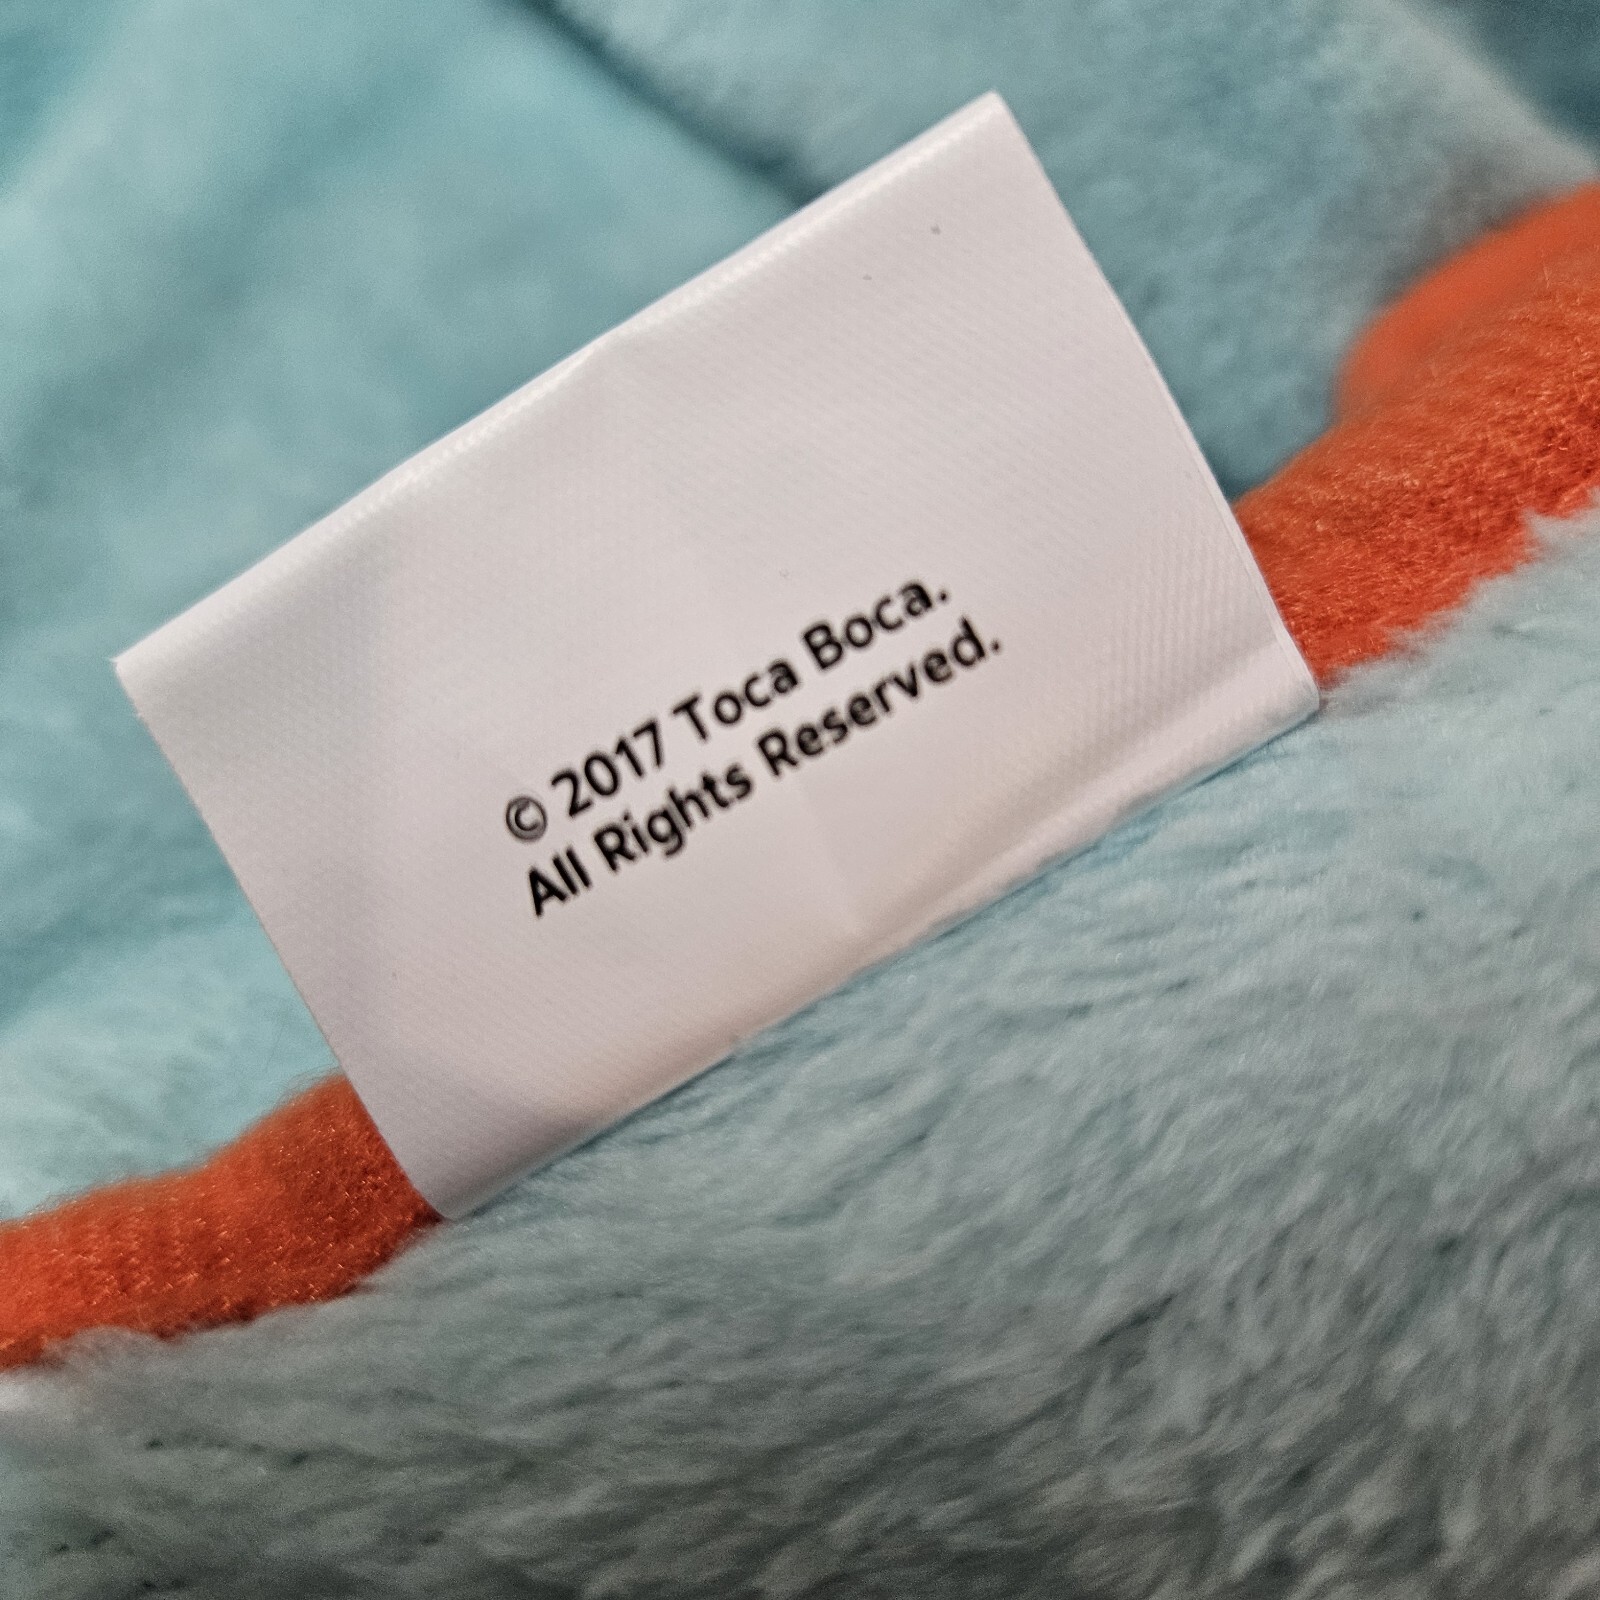 © 2017 Toca Boca.
All Rights Reserved.